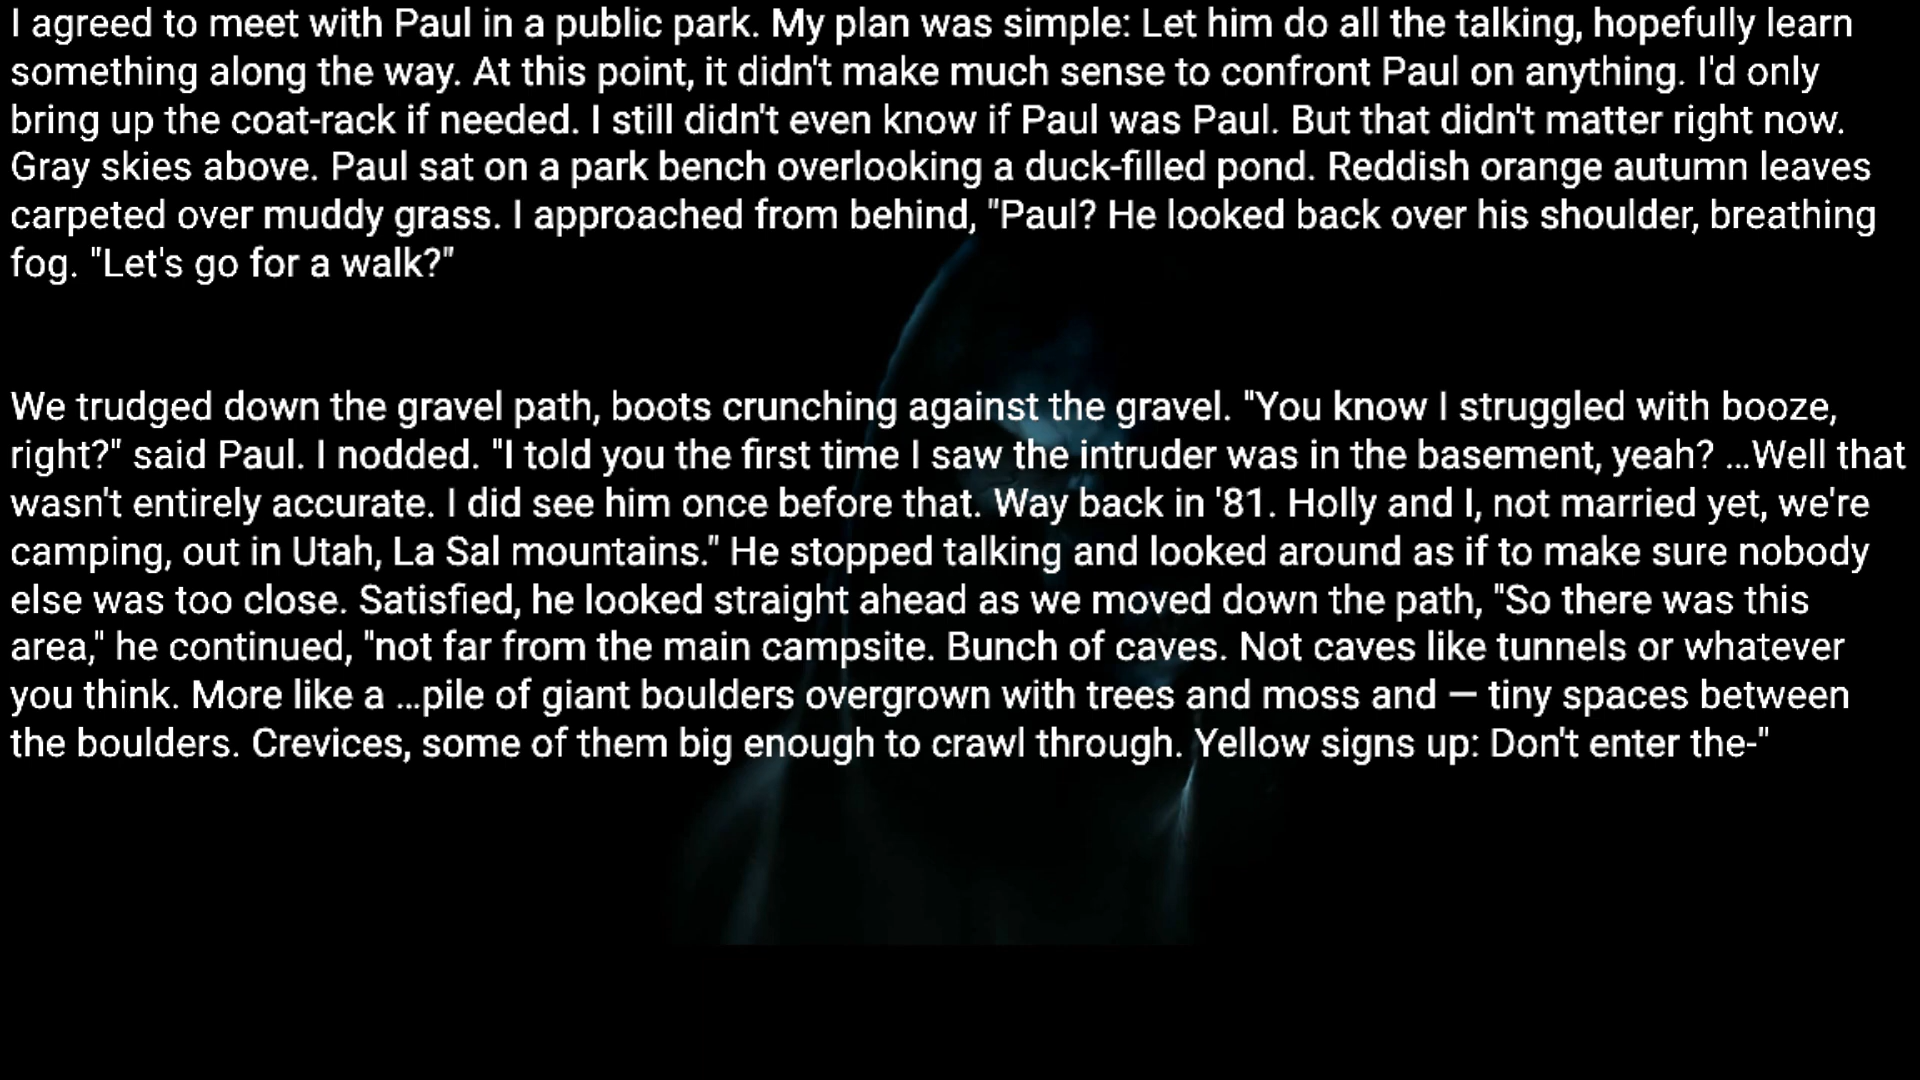 I agreed to meet with Paul in a public park. My plan was simple: Let him do all the talking, hopefully learn
something along the way. At this point, it didn't make much sense to confront Paul on anything. I'd only
bring up the coat-rack if needed. I still didn't even know if Paul was Paul. But that didn't matter right now.
Gray skies above. Paul sat on a park bench overlooking a duck-filled pond. Reddish orange autumn leaves
carpeted over muddy grass. I approached from behind, "Paul? He looked back over his shoulder, breathing
fog. "Let's go for a walk?"
We trudged down the gravel path, boots crunching against the gravel. "You know I struggled with booze,
right?" said Paul. I nodded. "I told you the first time I saw the intruder was in the basement, yeah? ...Well that
wasn't entirely accurate. I did see him once before that. Way back in '81. Holly and I, not married yet, we're
camping, out in Utah, La Sal mountains." He stopped talking and looked around as if to make sure nobody
else was too close. Satisfied, he looked straight ahead as we moved down the path, "So there was this
area," he continued, "not far from the main campsite. Bunch of caves. Not caves like tunnels or whatever
you think. More like a ...pile of giant boulders overgrown with trees and moss and — tiny spaces between
the boulders. Crevices, some of them big enough to crawl through. Yellow signs up: Don't enter the-"